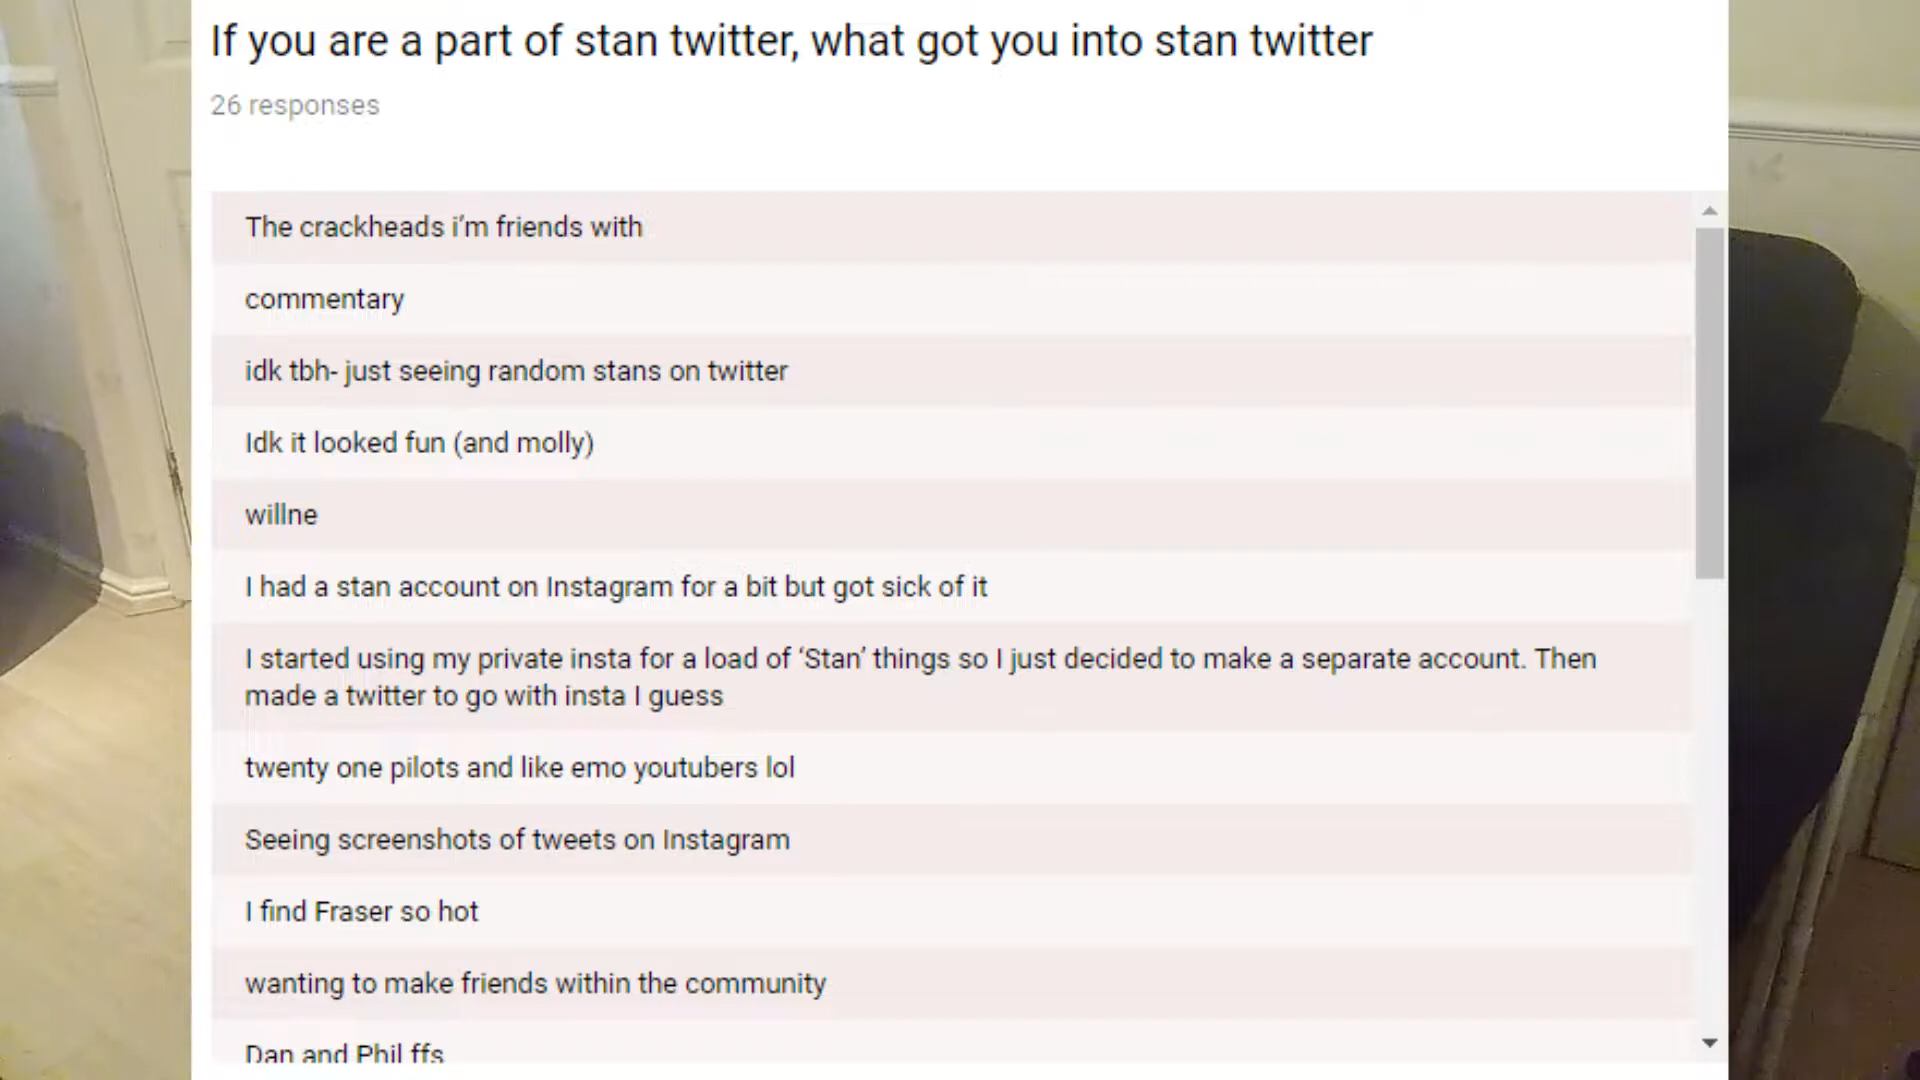 If you are a part of stan twitter, what got you into stan twitter
26 responses
The crackheads i'm friends with
commentary
idk tbh- just seeing random stans on twitter
Idk it looked fun (and molly)
willne
I had a stan account on Instagram for a bit but got sick of it
I started using my private insta for a load of ‘Stan’ things so I just decided to make a separate account. Then
made a twitter to go with insta I guess
twenty one pilots and like emo youtubers lol
Seeing screenshots of tweets on Instagram
I find Fraser so hot
wanting to make friends within the community
Dan and Phil ffs